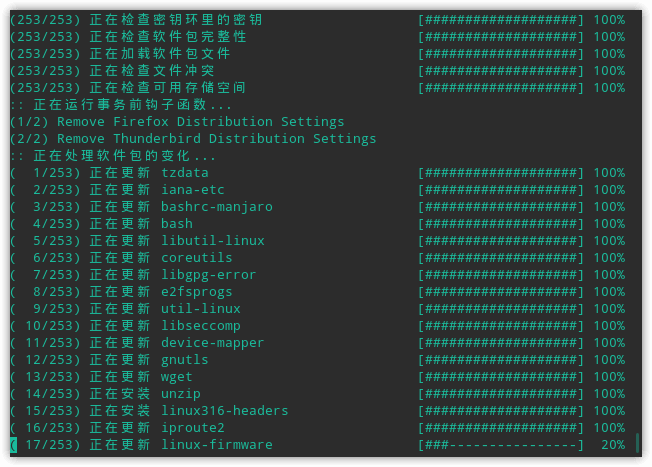 (253/253) 正在检查密钥环里的密钥 [###################] 100%
(253/253) 正在检查软件包完整性 [###################] 100%
(253/253) 正在加载软件包文件 [###################] 100%
(253/253) 正在检查文件冲突 [###################] 100%
(253/253) 正在检查可用存储空间 [###################] 100%
:: 正在运行事务前钩子函数...
(1/2) Remove Firefox Distribution Settings
(2/2) Remove Thunderbird Distribution Settings
:: 正在处理软件包的变化...
(  1/253) 正在更新 tzdata [###################] 100%
(  2/253) 正在更新 iana-etc [###################] 100%
(  3/253) 正在更新 bashrc-manjaro [###################] 100%
(  4/253) 正在更新 bash [###################] 100%
(  5/253) 正在更新 libutil-linux [###################] 100%
(  6/253) 正在更新 coreutils [###################] 100%
(  7/253) 正在更新 libgpg-error [###################] 100%
(  8/253) 正在更新 e2fsprogs [###################] 100%
(  9/253) 正在更新 util-linux [###################] 100%
( 10/253) 正在更新 libseccomp [###################] 100%
( 11/253) 正在更新 device-mapper [###################] 100%
( 12/253) 正在更新 gnutls [###################] 100%
( 13/253) 正在更新 wget [###################] 100%
( 14/253) 正在安装 unzip [###################] 100%
( 15/253) 正在安装 linux316-headers [###################] 100%
( 16/253) 正在更新 iproute2 [###################] 100%
( 17/253) 正在更新 linux-firmware [###----------------] 20%